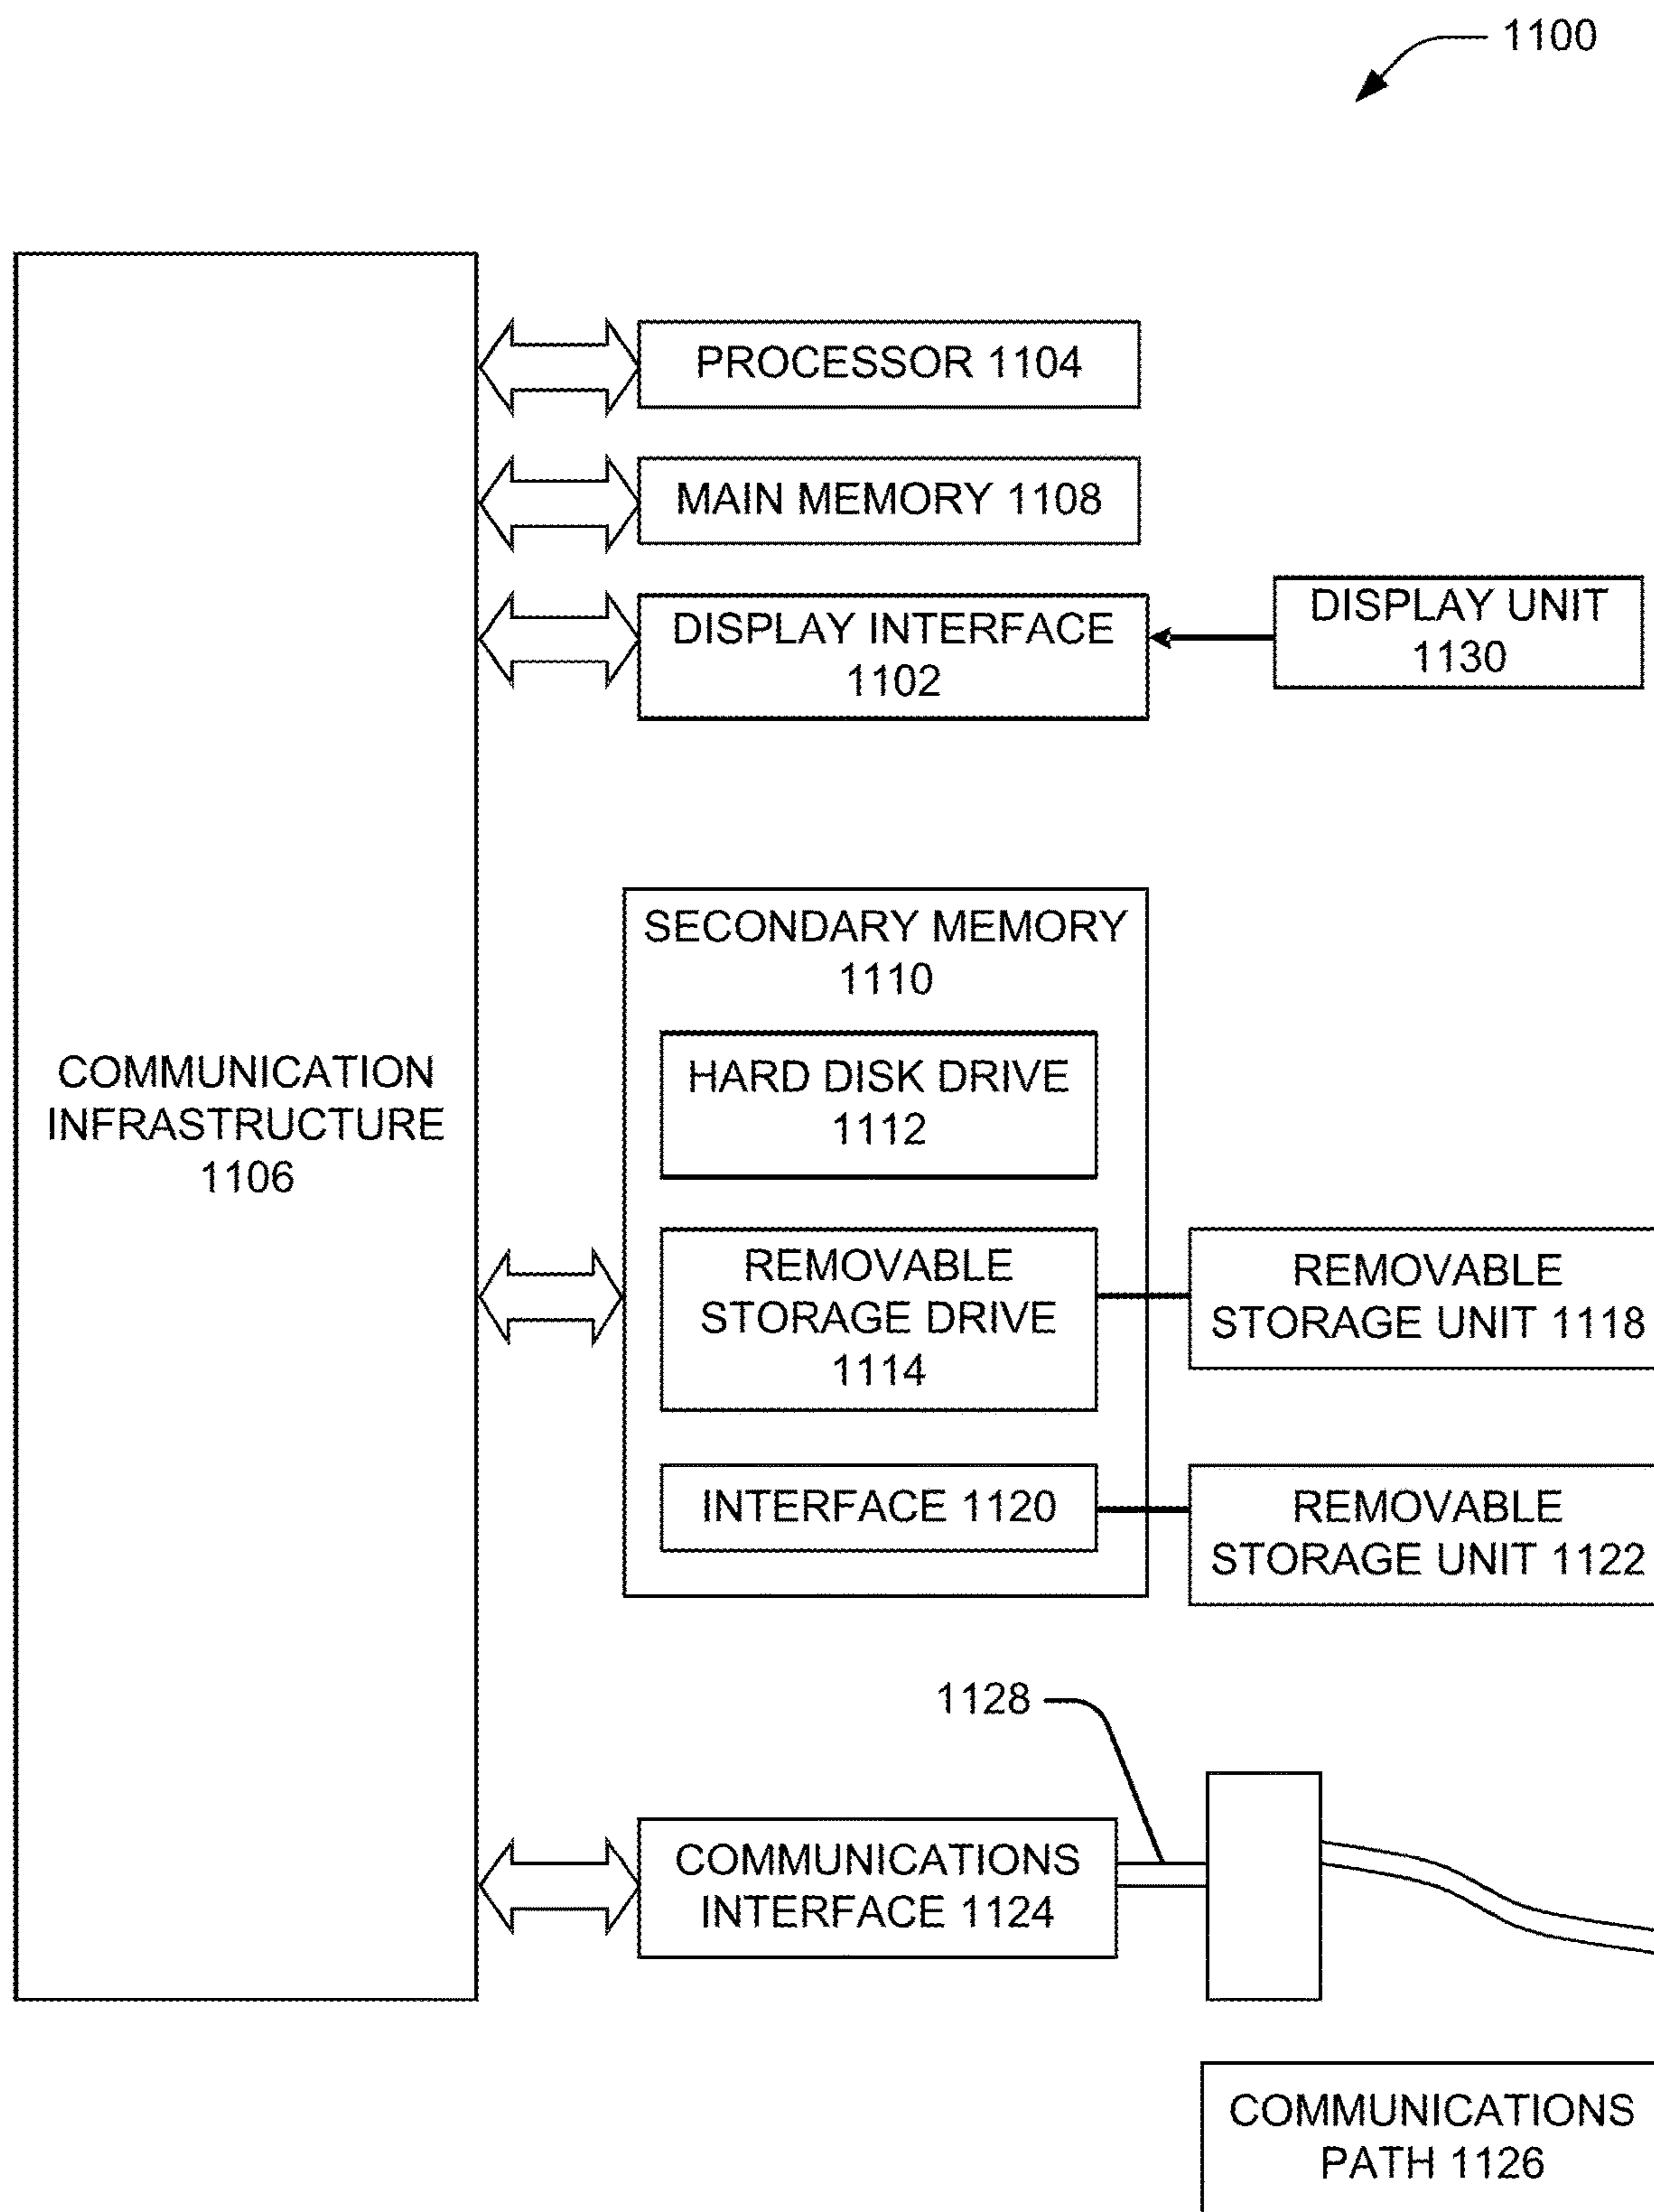 1100
PROCESSOR 1104
MAIN MEMORY 1108
DISPLAY INTERFACE
1102
DISPLAY UNIT
1130
COMMUNICATION
INFRASTRUCTURE
1106
SECONDARY MEMORY
1110
HARD DISK DRIVE
1112
REMOVABLE
STORAGE DRIVE
1114
REMOVABLE
STORAGE UNIT 1118
INTERFACE 1120
REMOVABLE
STORAGE UNIT 1122
1128
COMMUNICATIONS
INTERFACE 1124
COMMUNICATIONS
PATH 1126